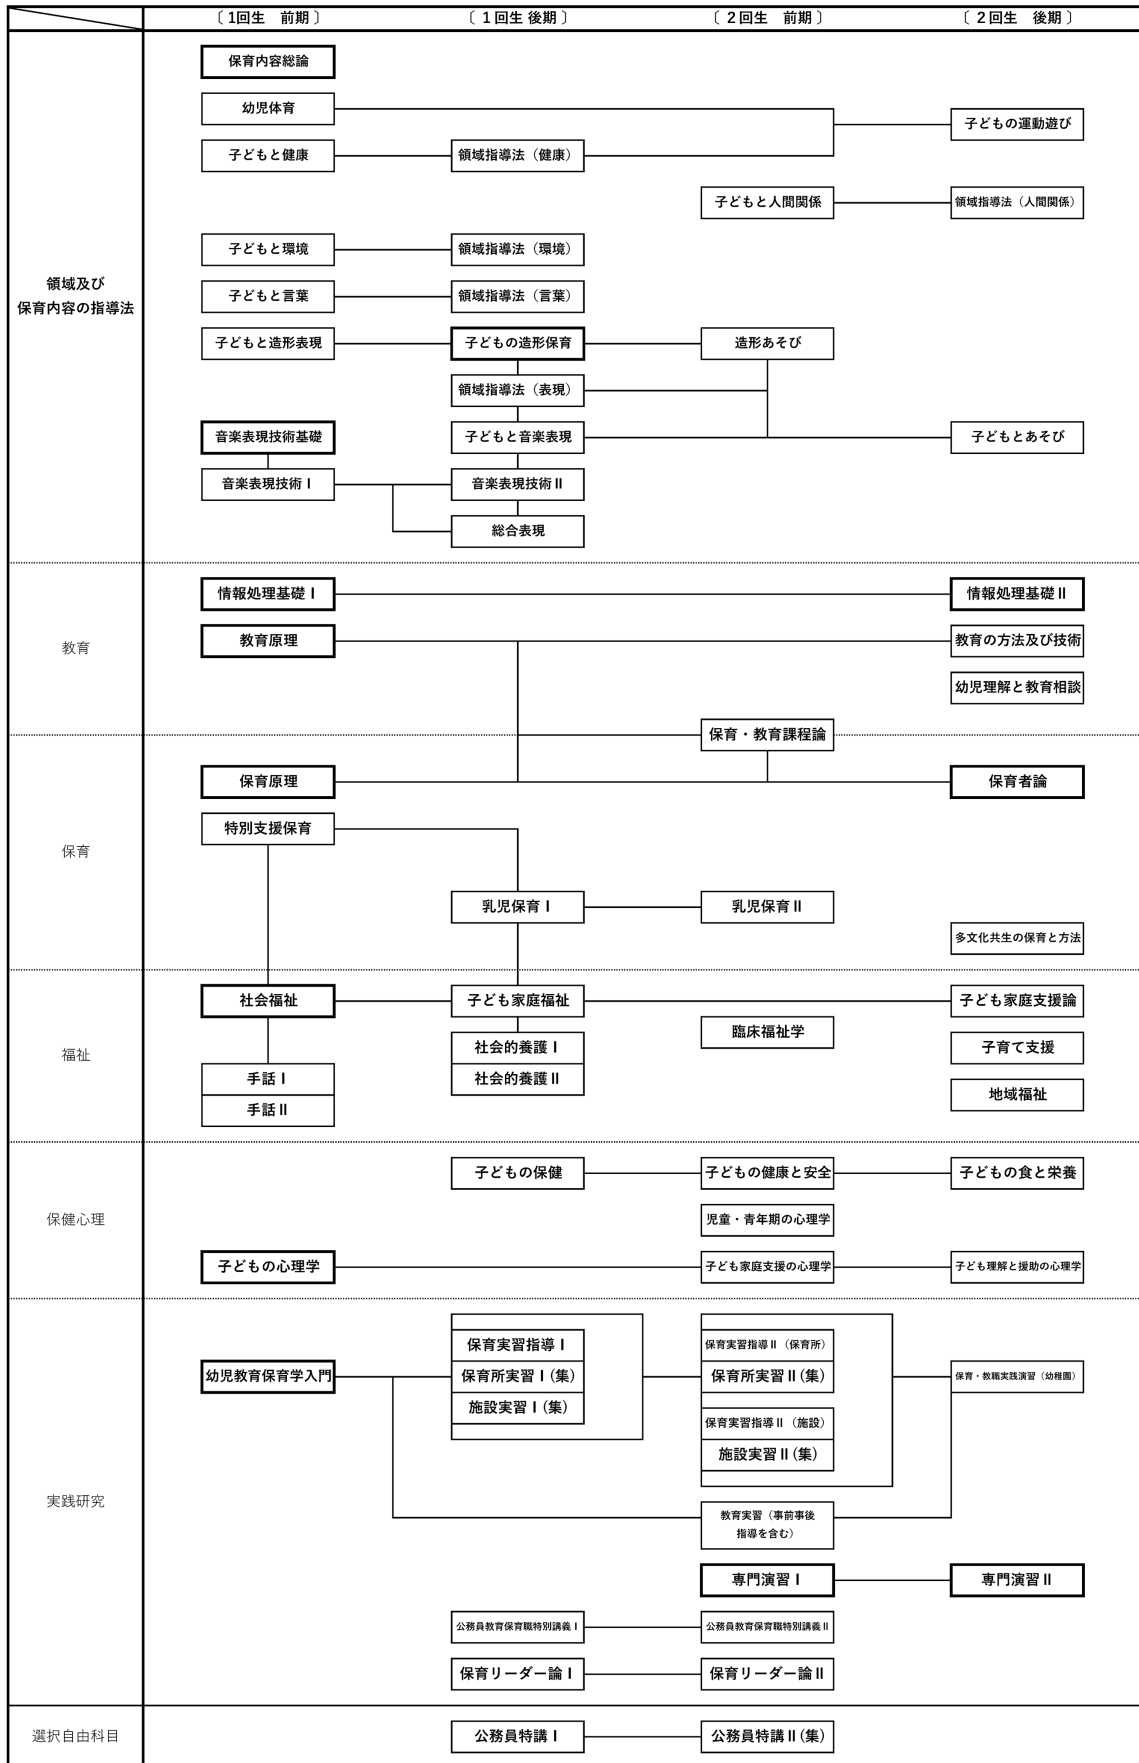 〔 1回生　前期 〕
〔 1回生 後期 〕
〔 2回生　前期 〕
〔 2回生　後期 〕
領域及び
保育内容の指導法
保育内容総論
幼児体育
子どもの運動遊び
子どもと健康
領域指導法（健康）
子どもと人間関係
領域指導法（人間関係）
子どもと環境
領域指導法（環境）
子どもと言葉
領域指導法（言葉）
子どもと造形表現
子どもの造形保育
造形あそび
領域指導法（表現）
音楽表現技術基礎
子どもと音楽表現
子どもとあそび
音楽表現技術Ⅰ
音楽表現技術Ⅱ
総合表現
教育
情報処理基礎Ⅰ
情報処理基礎Ⅱ
教育原理
教育の方法及び技術
幼児理解と教育相談
保育・教育課程論
保育
保育原理
保育者論
特別支援保育
乳児保育Ⅰ
乳児保育Ⅱ
多文化共生の保育と方法
福祉
社会福祉
子ども家庭福祉
子ども家庭支援論
臨床福祉学
社会的養護Ⅰ
子育て支援
手話Ⅰ
社会的養護Ⅱ
地域福祉
手話Ⅱ
保健心理
子どもの保健
子どもの健康と安全
子どもの食と栄養
児童・青年期の心理学
子どもの心理学
子ども家庭支援の心理学
子ども理解と援助の心理学
実践研究
幼児教育保育学入門
保育実習指導Ⅰ
保育所実習Ⅰ(集)
施設実習Ⅰ(集)
保育実習指導Ⅱ（保育所）
保育所実習Ⅱ(集)
保育実習指導Ⅱ（施設）
施設実習Ⅱ(集)
保育・教職実践演習（幼稚園）
教育実習（事前事後
指導を含む）
専門演習Ⅰ
専門演習Ⅱ
公務員教育保育職特別講義Ⅰ
公務員教育保育職特別講義Ⅱ
保育リーダー論Ⅰ
保育リーダー論Ⅱ
選択自由科目
公務員特講Ⅰ
公務員特講Ⅱ(集)